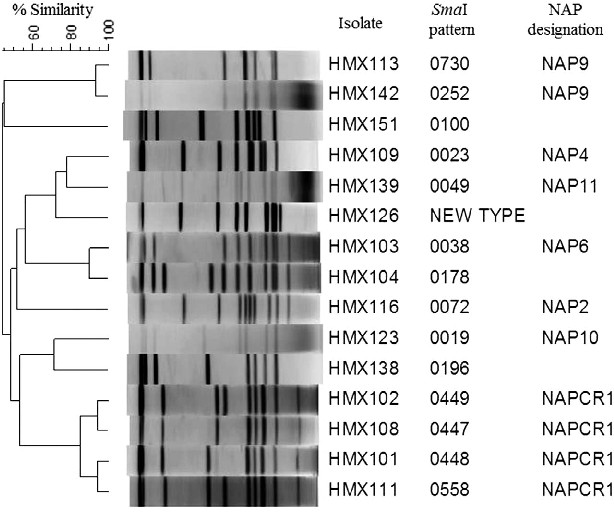 % Similarity
60
80
100
Isolate SmaI pattern NAP designation
HMX113 0730 NAP9
HMX142 0252 NAP9
HMX151 0100
HMX109 0023 NAP4
HMX139 0049 NAP11
HMX126 NEW TYPE
HMX103 0038 NAP6
HMX104 0178
HMX116 0072 NAP2
HMX123 0019 NAP10
HMX138 0196
HMX102 0449 NAPCR1
HMX108 0447 NAPCR1
HMX101 0448 NAPCR1
HMX111 0558 NAPCR1